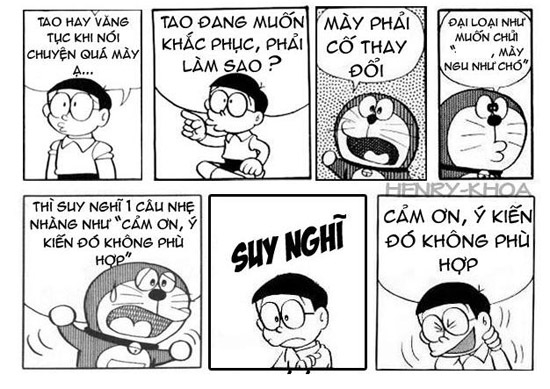 TAO HAY VĂNG
TỤC KHI NÓI
CHUYỆN QUÁ MÀY
Ạ...
TAO ĐANG MUỐN
KHẮC PHỤC, PHẢI
LÀM SAO ?
MÀY PHẢI
CỐ THAY
ĐỔI
ĐẠI LOẠI NHƯ
MUỐN CHỬI
“ , MÀY
NGU NHƯ CHÓ”
HENRY-KHOA
THÌ SUY NGHĨ 1 CÂU NHẸ
NHÀNG NHƯ “CẢM ƠN, Ý
KIẾN ĐÓ KHÔNG PHÙ
HỢP”
SUY NGHĨ
CẢM ƠN, Ý KIẾN
ĐÓ KHÔNG PHÙ
HỢP